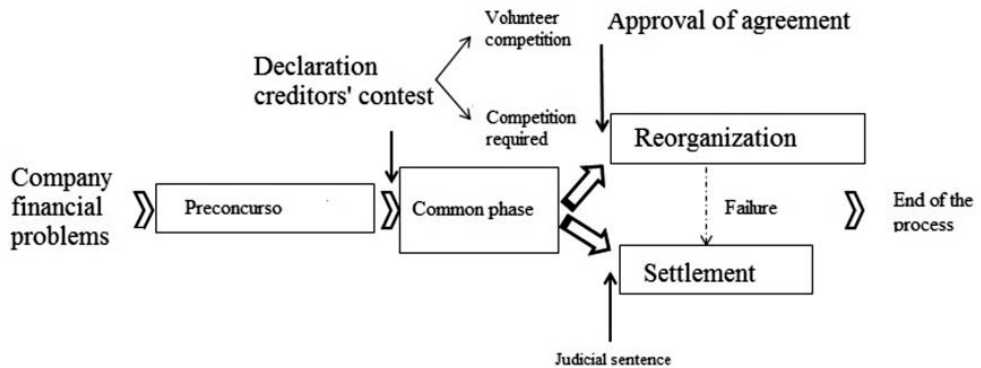 Company
financial
problems
Preconcurso
Declaration
creditors' contest
Volunteer
competition
Competition
required
Common phase
Approval of agreement
Reorganization
Failure
Settlement
Judicial sentence
End of the
process